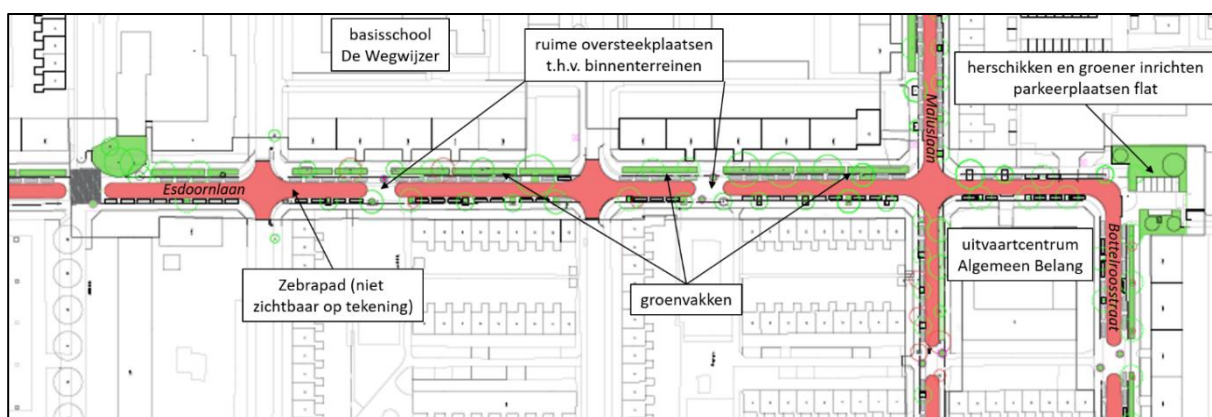 basisschool
De Wegwijzer
ruime oversteekplaatsen
t.h.v. binnenterreinen
herschikken en groener inrichten
parkeerplaatsen flat
Maluslaan
Esdoornlaan
Zebrapad (niet
zichtbaar op tekening)
groenvakken
uitvaartcentrum
Algemeen Belang
Bottelroosstraat